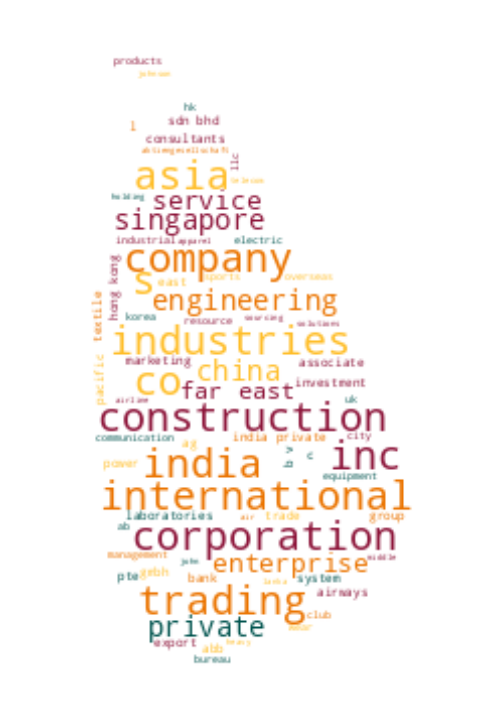 products
johnson
hk
l
sdn bhd
consultants
aktiengesellschaft
llc
asia
television
holding
service
singapore
industrial
apparel
electric
hong kong
company
s
east
sports
overseas
engineering
textile
korea
resource
sourcing
solutions
industries
marketing
associate
pacific
china
co
far east
investment
airline
uk
construction
communication
ag
india private
city
inc
power
india
b v
c
equipment
international
laboratories
air
trade
group
ab
corporation
management
john
enterprise
middle
pte
gmbh
bank
lanka
system
trading
airways
club
private
wear
export
abb
heavy
bureau